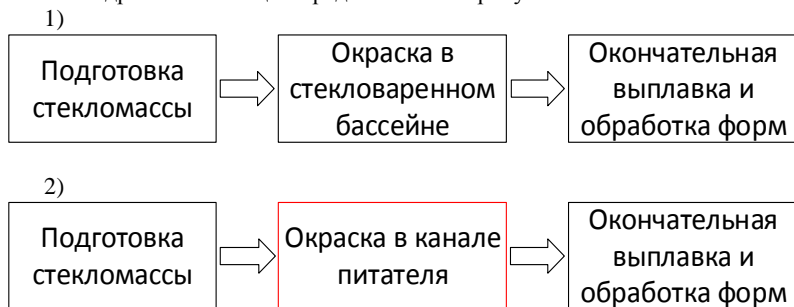 1)
Подготовка
стекломассы
Окраска в
стекловаренном
бассейне
Окончательная
выплавка и
обработка форм
2)
Подготовка
стекломассы
Окраска в канале
питателя
Окончательная
выплавка и
обработка форм